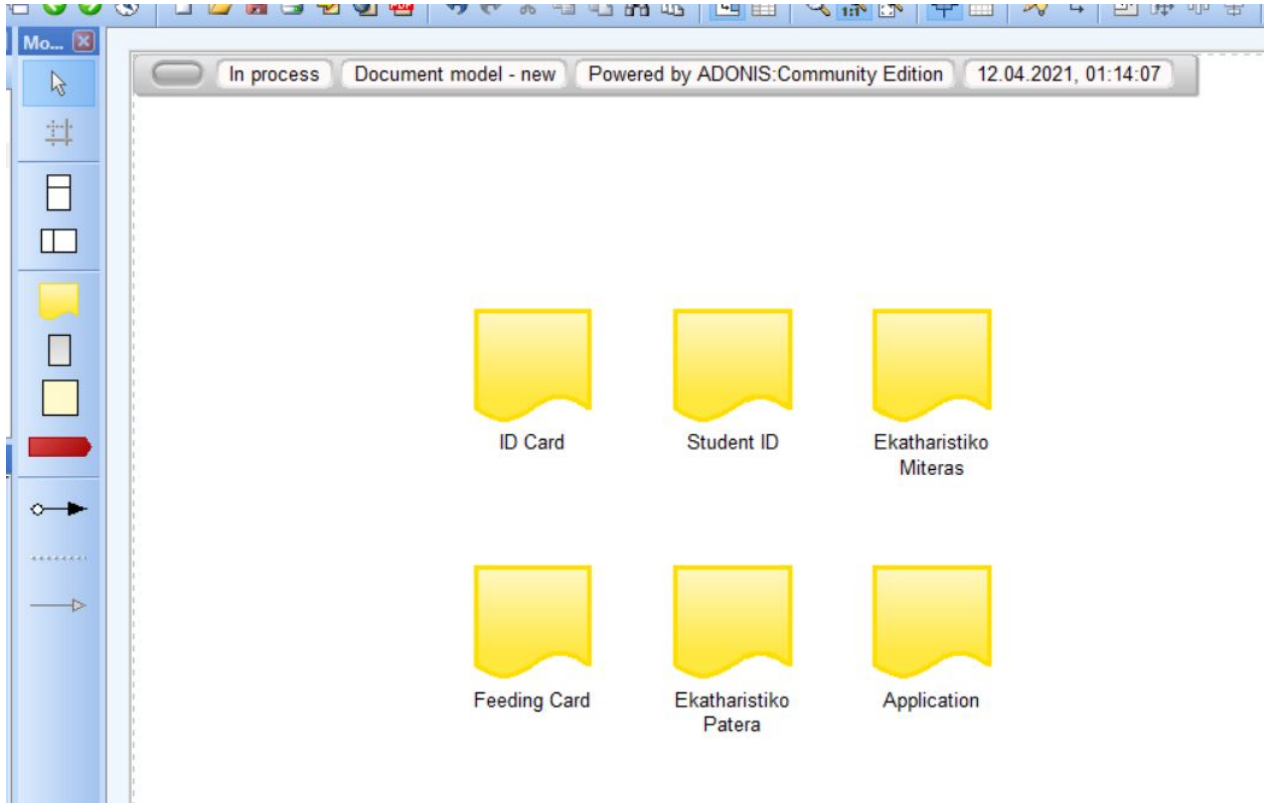 Mo...
In process Document model - new Powered by ADONIS:Community Edition 12.04.2021, 01:14:07
ID Card Student ID Ekatharistiko
Miteras
Feeding Card Ekatharistiko Application
Patera